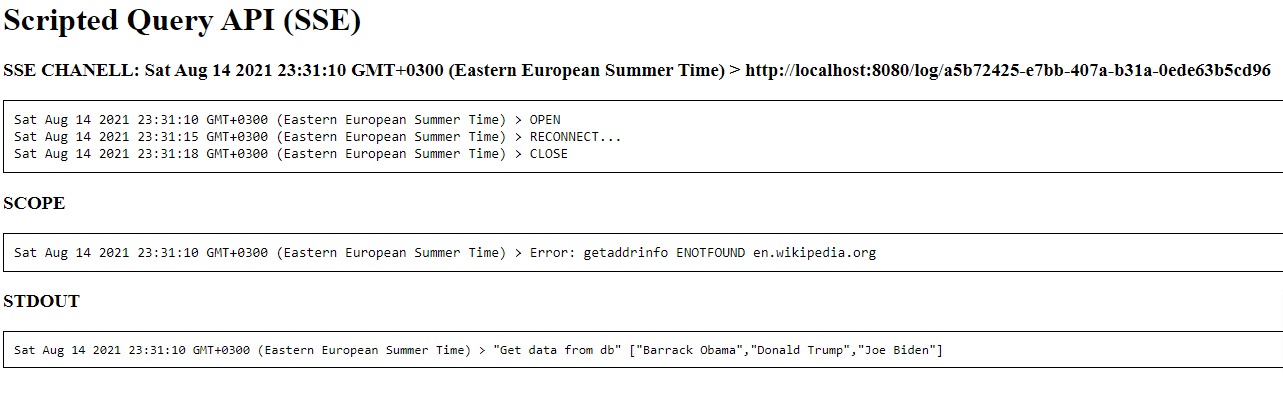 Scripted Query API (SSE)
SSE CHANELL: Sat Aug 14 2021 23:31:10 GMT+0300 (Eastern European Summer Time) > http://localhost:8080/log/a5b72425-e7bb-407a-b31a-0ede63b5cd96
Sat Aug 14 2021 23:31:10 GMT+0300 (Eastern European Summer Time) > OPEN
Sat Aug 14 2021 23:31:15 GMT+0300 (Eastern European Summer Time) > RECONNECT...
Sat Aug 14 2021 23:31:18 GMT+0300 (Eastern European Summer Time) > CLOSE
SCOPE
Sat Aug 14 2021 23:31:10 GMT+0300 (Eastern European Summer Time) > Error: getaddrinfo ENOTFOUND en.wikipedia.org
STDOUT
Sat Aug 14 2021 23:31:10 GMT+0300 (Eastern European Summer Time) > "Get data from db" ["Barrack Obama","Donald Trump","Joe Biden"]